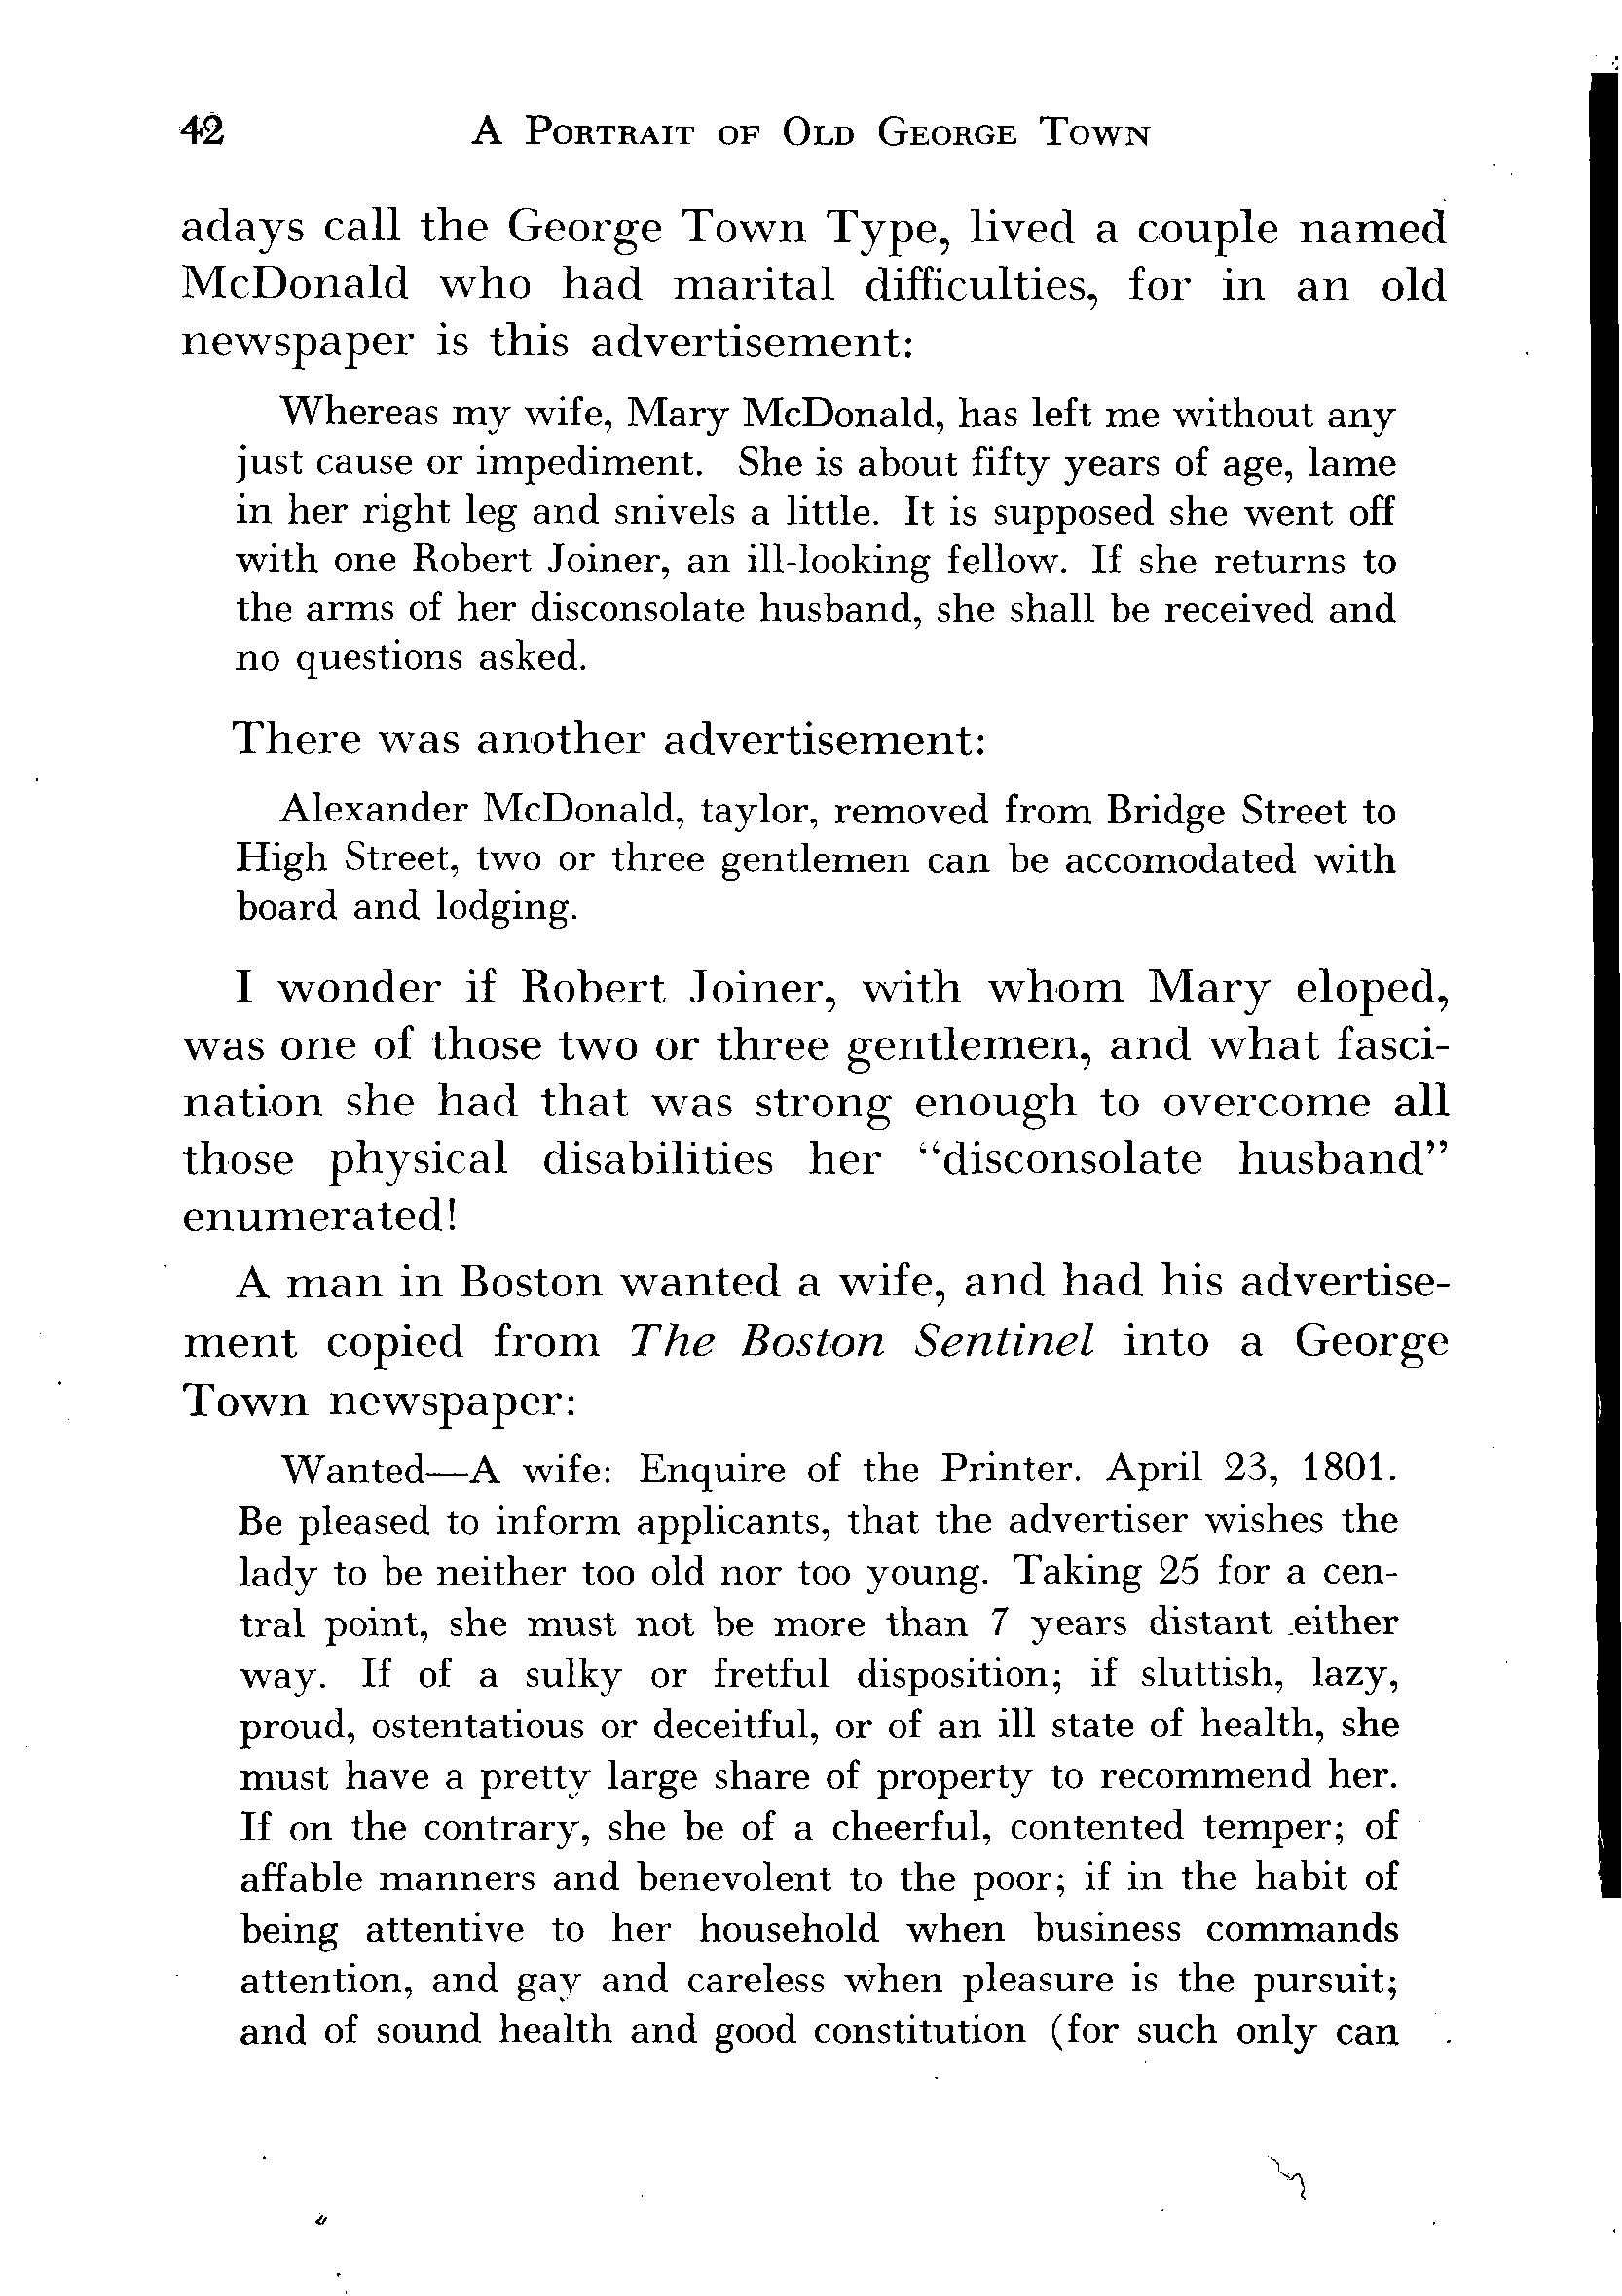 42 A Portrait of Old George Town
adays call the George Town Type, lived a couple named
McDonald who had marital difficulties, for in an old
newspaper is this advertisement:
Whereas my wife, Mary McDonald, has left me without any
just cause or impediment. She is about fifty years of age, lame
in her right leg and snivels a little. It is supposed she went off
with one Robert Joiner, an ill-looking fellow. If she returns to
the arms of her disconsolate husband, she shall be received and
no questions asked.
There was another advertisement:
Alexander McDonald, taylor, removed from Bridge Street to
High Street, two or three gentlemen can be accomodated with
board and lodging.
I wonder if Robert Joiner, with whom Mary eloped,
was one of those two or three gentlemen, and what fasci-
nation she had that was strong enough to overcome all
those physical disabilities her “disconsolate husband”
enumerated!
A man in Boston wanted a wife, and had his advertise-
ment copied from The Boston Sentinel into a George
Town newspaper:
Wanted—A wife: Enquire of the Printer. April 23, 1801.
Be pleased to inform applicants, that the advertiser wishes the
lady to be neither too old nor too young. Taking 25 for a cen-
tral point, she must not be more than 7 years distant either
way. If of a sulky or fretful disposition; if sluttish, lazy,
proud, ostentatious or deceitful, or of an ill state of health, she
must have a pretty large share of property to recommend her.
If on the contrary, she be of a cheerful, contented temper; of
affable manners and benevolent to the poor; if in the habit of
being attentive to her household when business commands
attention, and gay and careless when pleasure is the pursuit;
and of sound health and good constitution (for such only can